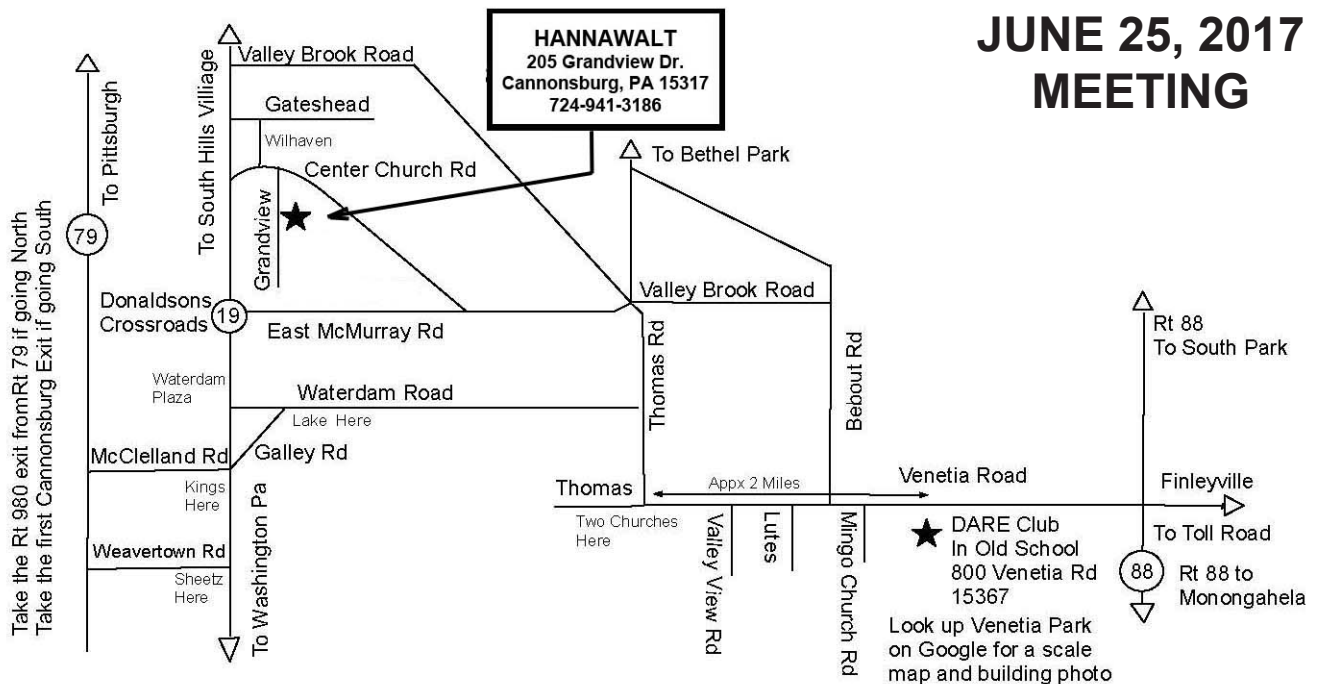 JUNE 25, 2017
MEETING
HANNAWALT
205 Grandview Dr.
Cannonsburg, PA 15317
724-941-3186
Take the Rt 980 exit from Rt 79 if going North
Take the first Cannonsburg Exit if going South
To Pittsburgh
79
To South Hills Villiage
Valley Brook Road
Gateshead
Wilhaven
Center Church Rd
Grandview
To Bethel Park
Donaldsons
Crossroads
19
East McMurray Rd
Valley Brook Road
Thomas Rd
Bebout Rd
Rt 88
To South Park
Waterdam
Plaza
Waterdam Road
Lake Here
McClelland Rd
Galley Rd
Kings
Here
Weavertown Rd
Sheetz
Here
To Washington Pa
Thomas
Appx 2 Miles
Venetia Road
Finleyville
Two Churches
Here
Valley View Rd
Lutes
Mingo Church Rd
DARE Club
In Old School
800 Venetia Rd
15367
Look up Venetia Park
on Google for a scale
map and building photo
To Toll Road
88
Rt 88 to
Monongahela